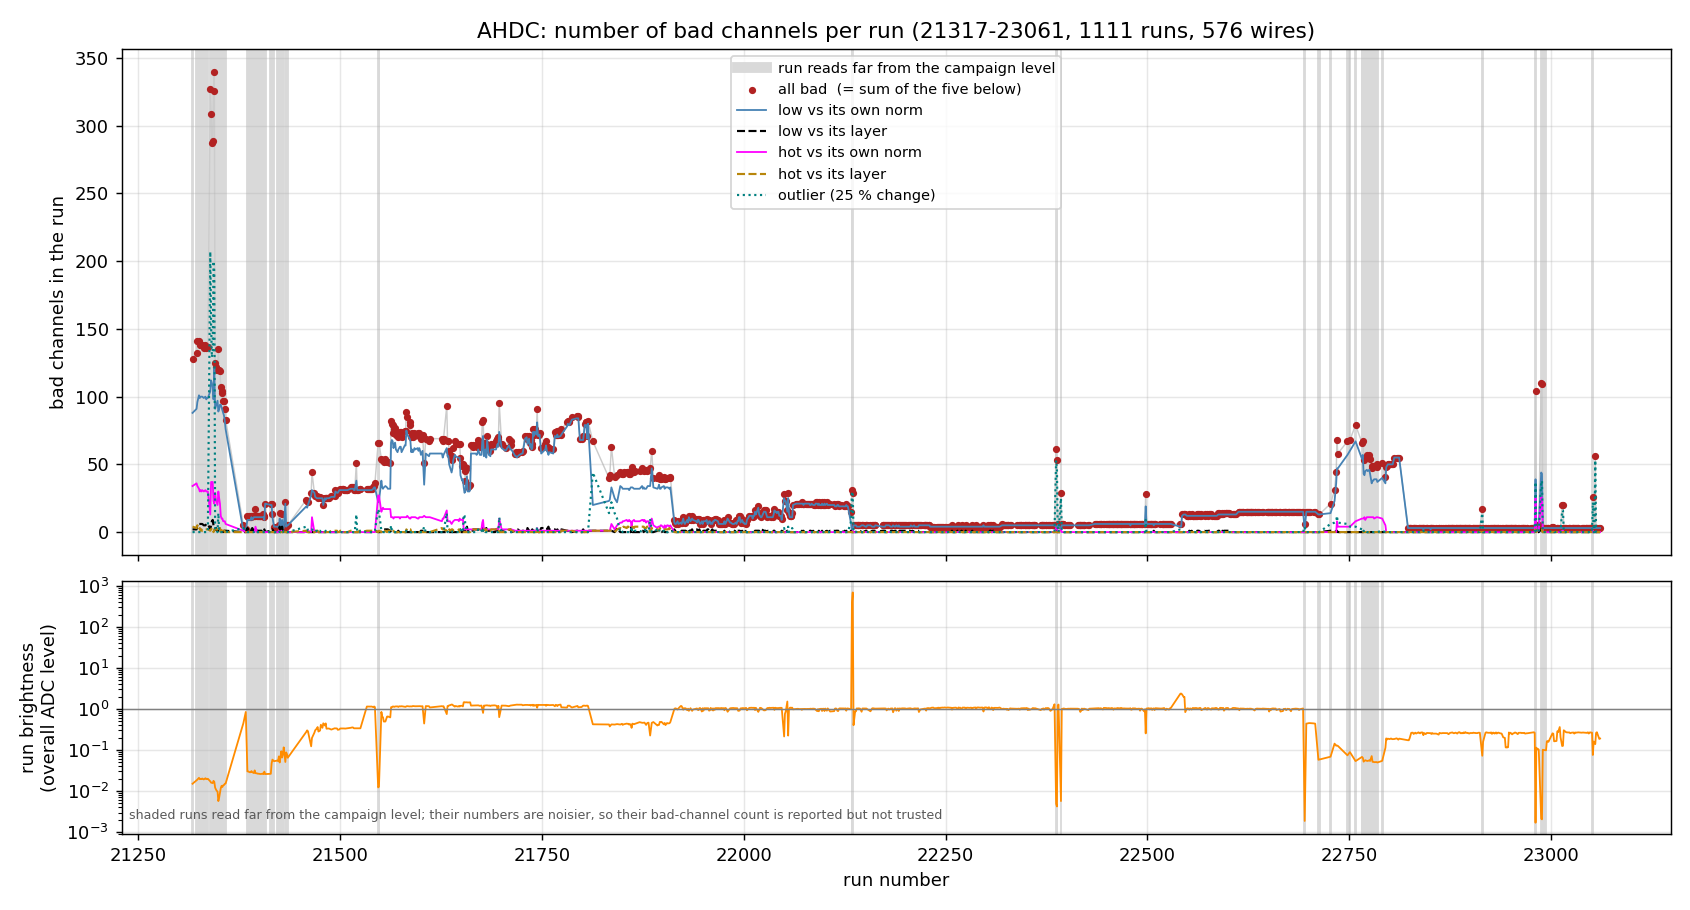 AHDC: number of bad channels per run (21317-23061, 1111 runs, 576 wires)
350
300
250
200
150
100
50
0
bad channels in the run
run reads far from the campaign level
all bad  (= sum of the five below)
low vs its own norm
low vs its layer
hot vs its own norm
hot vs its layer
outlier (25 % change)
10³
10²
10¹
10⁰
10⁻¹
10⁻²
10⁻³
run brightness
(overall ADC level)
shaded runs read far from the campaign level; their numbers are noisier, so their bad-channel count is reported but not trusted
21250 21500 21750 22000 22250 22500 22750 23000
run number